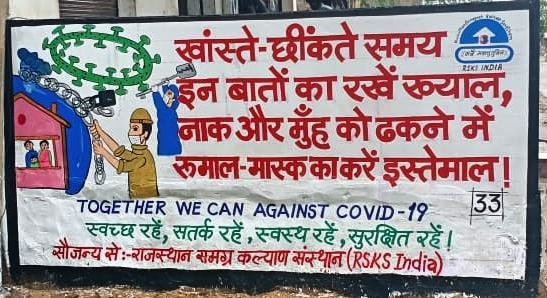 खांस्ते-छींकते समय
इन बातों का रखें ख्याल,
नाक और मुँह को ढकने में
रूमाल-मास्क का करें इस्तेमाल!
RSKS INDIA
TOGETHER WE CAN AGAINST COVID-19
33
स्वच्छ रहें, सतर्क रहें, स्वस्थ रहें, सुरक्षित रहें!
सौजन्य से:-राजस्थान समग्र कल्याण संस्थान (RSKS India)